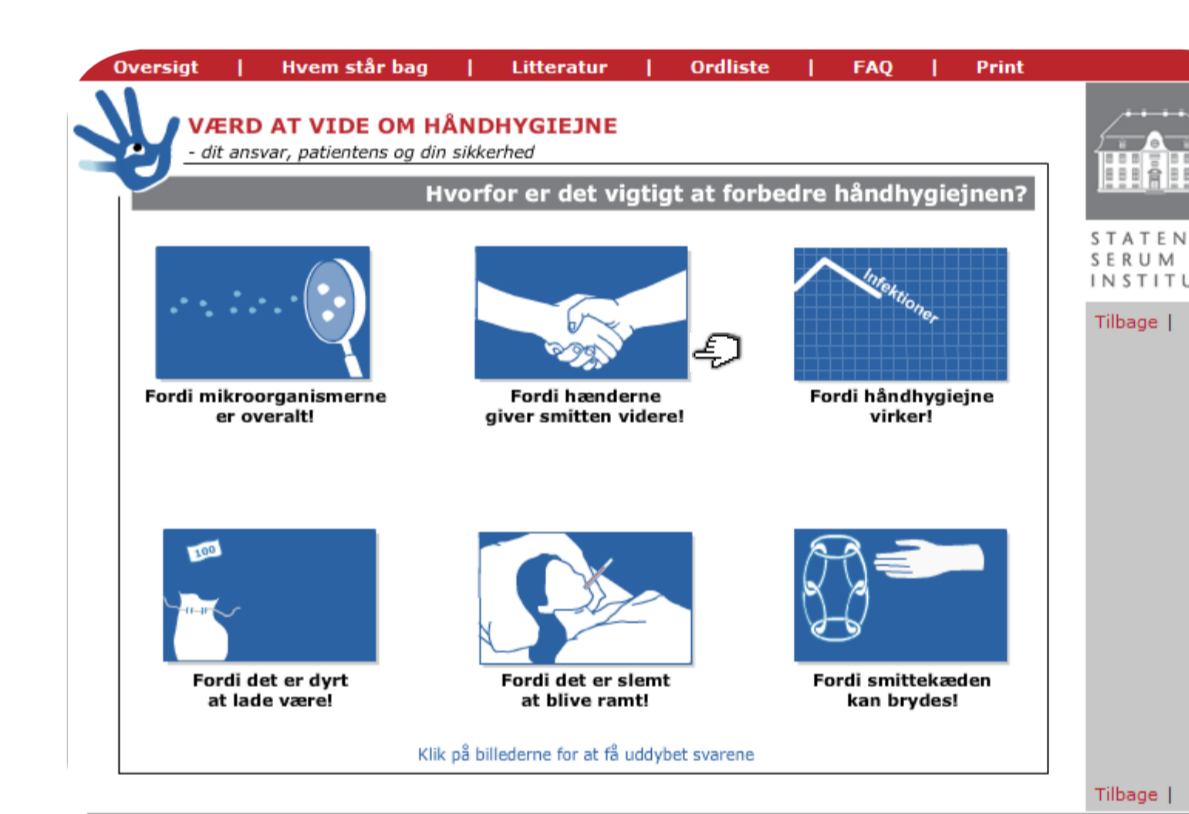 Oversigt | Hvem står bag | Litteratur | Ordliste | FAQ | Print
VÆRD AT VIDE OM HÅNDHYGIEJNE
- dit ansvar, patientens og din sikkerhed
Hvorfor er det vigtigt at forbedre håndhygiejnen?
STATEN
SERUM
INSTITU
Tilbage |
Infektioner
Fordi mikroorganismerne
er overalt!
Fordi hænderne
giver smitten videre!
Fordi håndhygiejne
virker!
100
Fordi det er dyrt
at lade være!
Fordi det er slemt
at blive ramt!
Fordi smittekæden
kan brydes!
Klik på billederne for at få uddybet svarene
Tilbage |